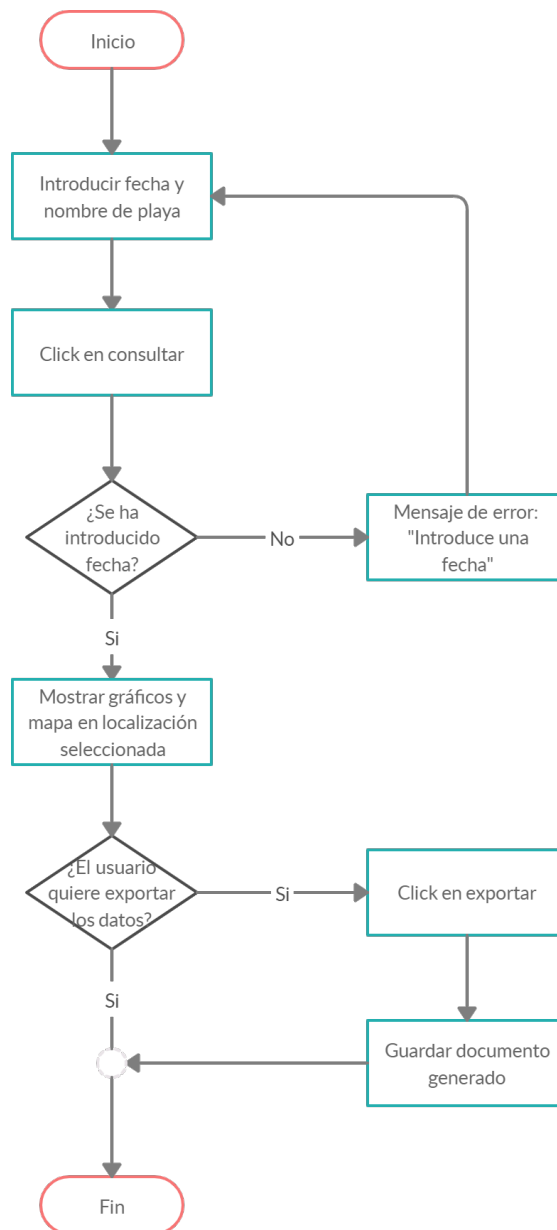 Inicio
Introducir fecha y
nombre de playa
Click en consultar
¿Se ha
introducido
fecha?
No
Mensaje de error:
"Introduce una
fecha"
Si
Mostrar gráficos y
mapa en localización
seleccionada
¿El usuario
quiere exportar
los datos?
Si
Click en exportar
Si
Guardar documento
generado
Fin